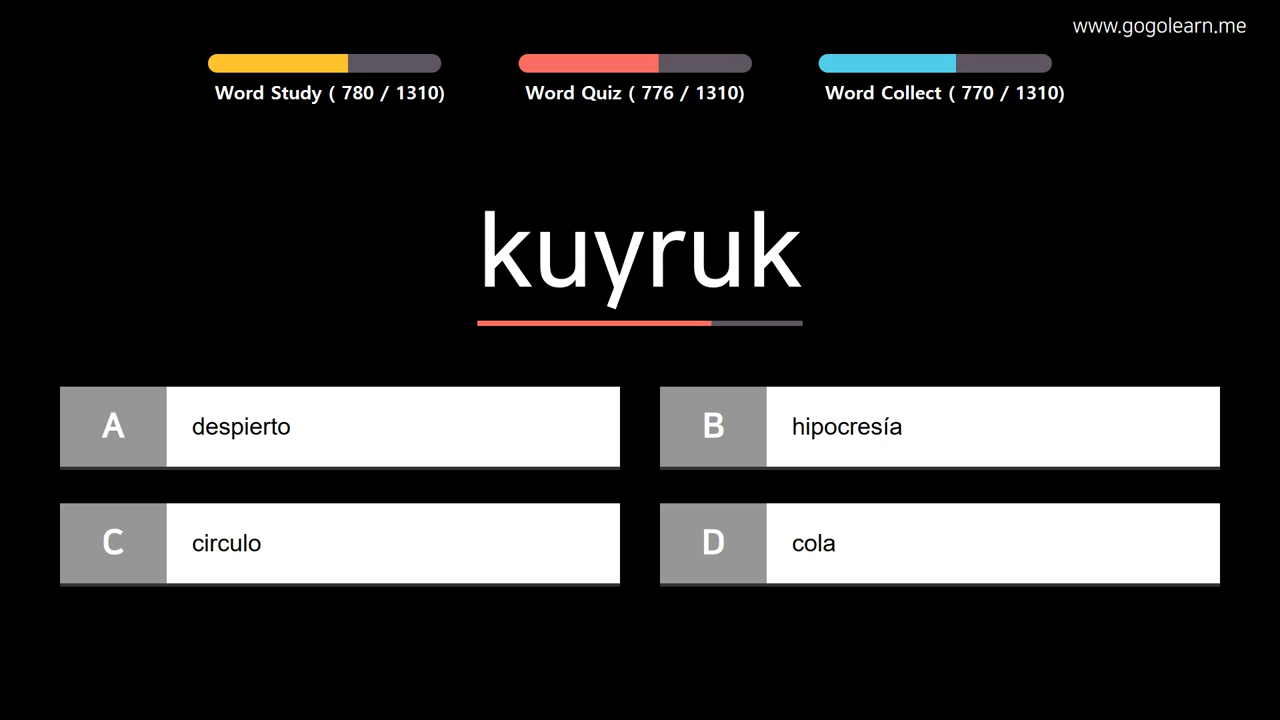 www.gogolearn.me
Word Study ( 780 / 1310)
Word Quiz ( 776 / 1310)
Word Collect ( 770 / 1310)
kuyruk
A despierto
B hipocresía
C circulo
D cola